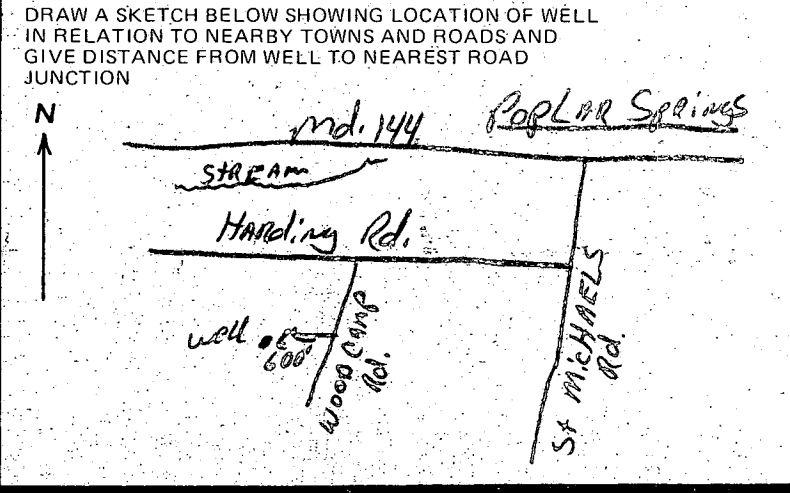 DRAW A SKETCH BELOW SHOWING LOCATION OF WELL
IN RELATION TO NEARBY TOWNS AND ROADS AND
GIVE DISTANCE FROM WELL TO NEAREST ROAD
JUNCTION
N
Md. 144
PopLAR SpRiNgS
StREAm
HARding Rd.
well
600'
WOOD CAMP
Rd.
St MiCHAELS
Rd.